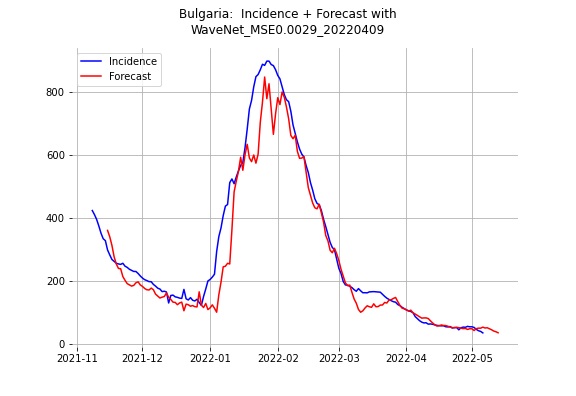 Bulgaria:  Incidence + Forecast with
WaveNet_MSE0.0029_20220409
Incidence
Forecast
800
600
400
200
0
2021-11 2021-12 2022-01 2022-02 2022-03 2022-04 2022-05